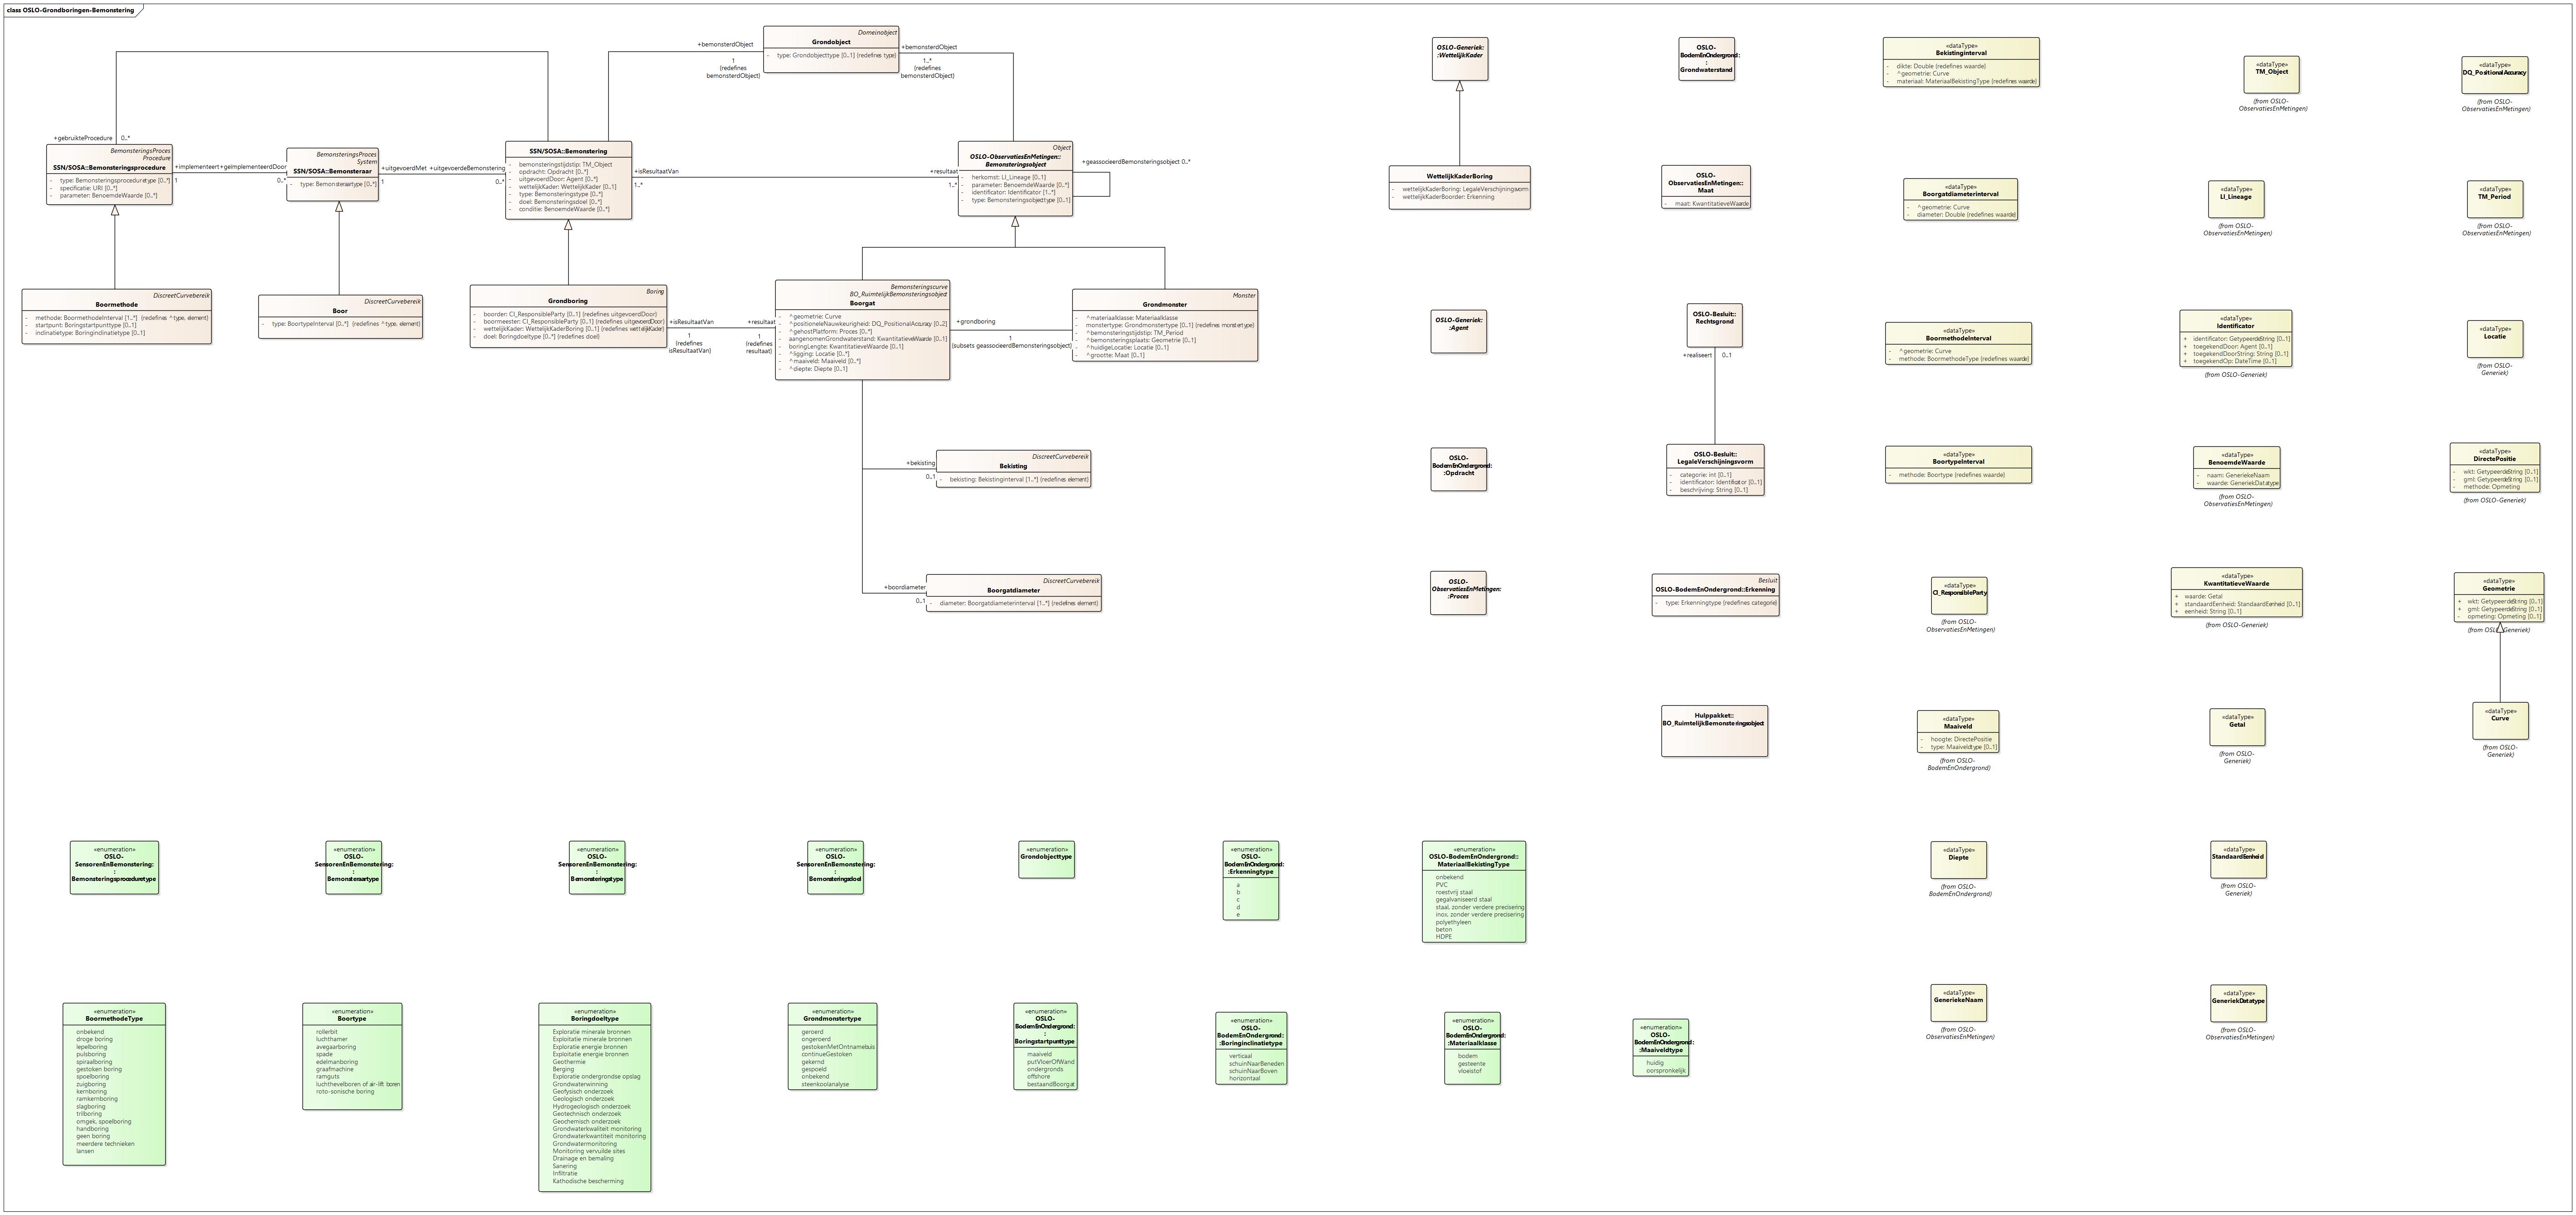 class OSLO-Grondboringen-Bemonstering
Domeinobject
Grondobject
- type: Grondobjecttype [0..1] {redefines type}
+bemonsterdObject
1
{redefines
bemonsterdObject}
+bemonsterdObject
1..*
{redefines
bemonsterdObject}
+gebruikteProcedure 0..*
BemonsteringsProces
Procedure
SSN/SOSA::Bemonsteringsprocedure
- type: Bemonsteringsproceduretype [0..*]
- specificatie: URI [0..*]
- parameter: BenoemdeWaarde [0..*]
+implementeert
1
+geïmplementeerdDoor
0..*
BemonsteringsProces
System
SSN/SOSA::Bemonsteraar
- type: Bemonsteraartype [0..*]
+uitgevoerdMet
1
+uitgevoerdeBemonstering
0..*
SSN/SOSA::Bemonstering
- bemonsteringstijdstip: TM_Object
- opdracht: Opdracht [0..*]
- uitgevoerdDoor: Agent [0..*]
- wettelijkKader: WettelijkKader [0..1]
- type: Bemonsteringstype [0..*]
- doel: Bemonsteringsdoel [0..*]
- conditie: BenoemdeWaarde [0..*]
+isResultaatVan
1..*
+resultaat
1..*
Object
OSLO-ObservatiesEnMetingen::
Bemonsteringsobject
- herkomst: LI_Lineage [0..1]
- parameter: BenoemdeWaarde [0..*]
- identificator: Identificator [1..*]
- type: Bemonsteringsobjecttype [0..1]
+geassocieerdBemonsteringsobject 0..*
DiscreetCurvebereik
Boormethode
- methode: BoormethodeInterval [1..*] {redefines ^type, element}
- startpunt: Boringstartpunttype [0..1]
- inclinatietype: Boringinclinatietype [0..1]
DiscreetCurvebereik
Boor
- type: BoortypeInterval [0..*] {redefines ^type, element}
Boring
Grondboring
- boorder: CI_ResponsibleParty [0..1] {redefines uitgevoerdDoor}
- boormeester: CI_ResponsibleParty [0..1] {redefines uitgevoerdDoor}
- wettelijkKader: WettelijkKaderBoring [0..1] {redefines wettelijkKader}
- doel: Boringdoeltype [0..*] {redefines doel}
+isResultaatVan
1
{redefines
isResultaatVan}
+resultaat
1
{redefines
resultaat}
Bemonsteringscurve
BO_RuimtelijkBemonsteringsobject
Boorgat
- ^geometrie: Curve
- ^positioneleNauwkeurigheid: DQ_PositionalAccuracy [0..2]
- ^gehostPlatform: Proces [0..*]
- aangenomenGrondwaterstand: KwantitatieveWaarde [0..1]
- boringLengte: KwantitatieveWaarde [0..1]
- ^ligging: Locatie [0..*]
- ^maaiveld: Maaiveld [0..*]
- ^diepte: Diepte [0..1]
+grondboring
1
{subsets geassocieerdBemonsteringsobject}
Monster
Grondmonster
- ^materiaalklasse: Materiaalklasse
- monstertype: Grondmonstertype [0..1] {redefines monstertype}
- ^bemonsteringstijdstip: TM_Period
- ^bemonsteringsplaats: Geometrie [0..1]
- ^huidigeLocatie: Locatie [0..1]
- ^grootte: Maat [0..1]
+bekisting
0..1
DiscreetCurvebereik
Bekisting
- bekisting: Bekistinginterval [1..*] {redefines element}
+boordiameter
0..1
DiscreetCurvebereik
Boorgatdiameter
- diameter: Boorgatdiameterinterval [1..*] {redefines element}
OSLO-Generiek:
:WettelijkKader
WettelijkKaderBoring
- wettelijkKaderBoring: LegaleVerschijningsvorm
- wettelijkKaderBoorder: Erkenning
OSLO-Generiek:
:Agent
OSLO-
BodemEnOndergrond:
:Opdracht
OSLO-
ObservatiesEnMetingen:
:Proces
OSLO-
BodemEnOndergrond:
:
Grondwaterstand
OSLO-
ObservatiesEnMetingen::
Maat
- maat: KwantitatieveWaarde
OSLO-Besluit::
Rechtsgrond
+realiseert 0..1
OSLO-Besluit::
LegaleVerschijningsvorm
- categorie: int [0..1]
- identificator: Identificator [0..1]
- beschrijving: String [0..1]
Besluit
OSLO-BodemEnOndergrond::Erkenning
- type: Erkenningtype {redefines categorie}
Hulppakket::
BO_RuimtelijkBemonsteringsobject
«dataType»
Bekistinginterval
- dikte: Double {redefines waarde}
- ^geometrie: Curve
- materiaal: MateriaalBekistingType {redefines waarde}
«dataType»
Boorgatdiameterinterval
- ^geometrie: Curve
- diameter: Double {redefines waarde}
«dataType»
BoormethodeInterval
- ^geometrie: Curve
- methode: BoormethodeType {redefines waarde}
«dataType»
BoortypeInterval
- methode: Boortype {redefines waarde}
«dataType»
CI_ResponsibleParty
(from OSLO-
ObservatiesEnMetingen)
«dataType»
Maaiveld
- hoogte: DirectePositie
- type: Maaiveldtype [0..1]
(from OSLO-
BodemEnOndergrond)
«dataType»
Diepte
(from OSLO-
BodemEnOndergrond)
«dataType»
GeneriekeNaam
(from OSLO-
ObservatiesEnMetingen)
«dataType»
TM_Object
(from OSLO-
ObservatiesEnMetingen)
«dataType»
LI_Lineage
(from OSLO-
ObservatiesEnMetingen)
«dataType»
Identificator
+ identificator: GetypeerdeString [0..1]
+ toegekendDoor: Agent [0..1]
+ toegekendDoorString: String [0..1]
+ toegekendOp: DateTime [0..1]
(from OSLO-Generiek)
«dataType»
BenoemdeWaarde
- naam: GeneriekeNaam
- waarde: GeneriekDatatype
(from OSLO-
ObservatiesEnMetingen)
«dataType»
KwantitatieveWaarde
+ waarde: Getal
+ standaardEenheid: StandaardEenheid [0..1]
+ eenheid: String [0..1]
(from OSLO-Generiek)
«dataType»
Getal
(from OSLO-
Generiek)
«dataType»
StandaardEenheid
(from OSLO-
Generiek)
«dataType»
GeneriekDatatype
(from OSLO-
ObservatiesEnMetingen)
«dataType»
DQ_PositionalAccuracy
(from OSLO-
ObservatiesEnMetingen)
«dataType»
TM_Period
(from OSLO-
ObservatiesEnMetingen)
«dataType»
Locatie
(from OSLO-
Generiek)
«dataType»
DirectePositie
- wkt: GetypeerdeString [0..1]
- gml: GetypeerdeString [0..1]
- methode: Opmeting
(from OSLO-Generiek)
«dataType»
Geometrie
+ wkt: GetypeerdeString [0..1]
+ gml: GetypeerdeString [0..1]
- opmeting: Opmeting [0..1]
(from OSLO-Generiek)
«dataType»
Curve
(from OSLO-
Generiek)
«enumeration»
OSLO-
SensorenEnBemonstering:
:
Bemonsteringsproceduretype
«enumeration»
OSLO-
SensorenEnBemonstering:
:
Bemonsteraartype
«enumeration»
OSLO-
SensorenEnBemonstering:
:
Bemonsteringstype
«enumeration»
OSLO-
SensorenEnBemonstering:
:
Bemonsteringsdoel
«enumeration»
Grondobjecttype
«enumeration»
OSLO-
BodemEnOndergrond:
:Erkenningtype
a
b
c
d
e
«enumeration»
OSLO-BodemEnOndergrond::
MateriaalBekistingType
onbekend
PVC
roestvrij staal
gegalvaniseerd staal
staal, zonder verdere precisering
inox, zonder verdere precisering
polyethyleen
beton
HDPE
«enumeration»
BoormethodeType
onbekend
droge boring
lepelboring
pulsboring
spiraalboring
gestoken boring
spoelboring
zuigboring
kernboring
ramkernboring
slagboring
trilboring
omgek. spoelboring
handboring
geen boring
meerdere technieken
lansen
«enumeration»
Boortype
rollerbit
luchthamer
avegaarboring
spade
edelmanboring
graafmachine
ramguts
luchthevelboren of air-lift boren
roto-sonische boring
«enumeration»
Boringdoeltype
Exploratie minerale bronnen
Exploitatie minerale bronnen
Exploratie energie bronnen
Exploitatie energie bronnen
Geothermie
Berging
Exploratie ondergrondse opslag
Grondwaterwinning
Geofysisch onderzoek
Geologisch onderzoek
Hydrogeologisch onderzoek
Geotechnisch onderzoek
Geochemisch onderzoek
Grondwaterkwaliteit monitoring
Grondwaterkwantiteit monitoring
Grondwatermonitoring
Monitoring vervuilde sites
Drainage en bemaling
Sanering
Infiltratie
Kathodische bescherming
«enumeration»
Grondmonstertype
geroerd
ongeroerd
gestokenMetOntnamebuis
continueGestoken
gekernd
gespoeld
onbekend
steenkoolanalyse
«enumeration»
OSLO-
BodemEnOndergrond:
:
Boringstartpunttype
maaiveld
putVloerOfWand
ondergronds
offshore
bestaandBoorgat
«enumeration»
OSLO-
BodemEnOndergrond:
:Boringinclinatietype
verticaal
schuinNaarBeneden
schuinNaarBoven
horizontaal
«enumeration»
OSLO-
BodemEnOndergrond:
:Materiaalklasse
bodem
gesteente
vloeistof
«enumeration»
OSLO-
BodemEnOndergrond:
:Maaiveldtype
huidig
oorspronkelijk